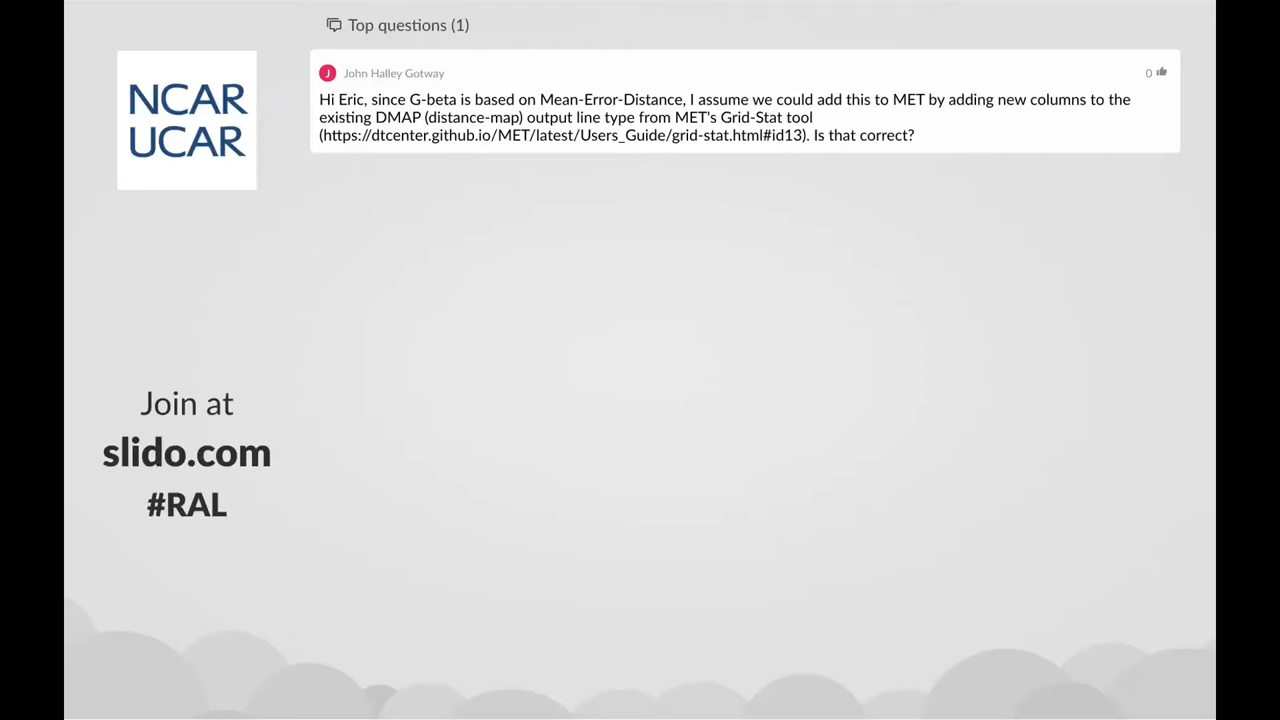 Top questions (1)
NCAR
UCAR
J John Halley Gotway 0
Hi Eric, since G-beta is based on Mean-Error-Distance, I assume we could add this to MET by adding new columns to the
existing DMAP (distance-map) output line type from MET's Grid-Stat tool
(https://dtcenter.github.io/MET/latest/Users_Guide/grid-stat.html#id13). Is that correct?
Join at
slido.com
#RAL